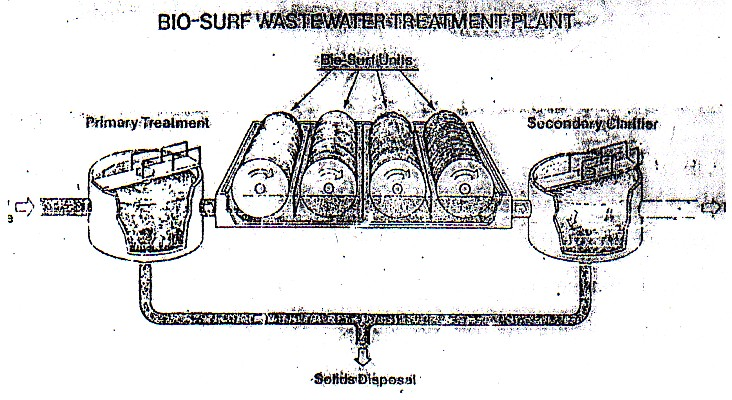 BIO-SURF WASTEWATER TREATMENT PLANT
Bio-Surf Units
Primary Treatment
Secondary Clarifier
Solids Disposal